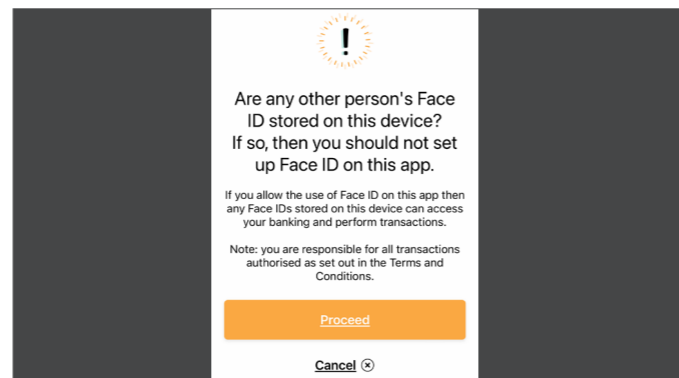 !
Are any other person's Face
ID stored on this device?
If so, then you should not set
up Face ID on this app.
If you allow the use of Face ID on this app then
any Face IDs stored on this device can access
your banking and perform transactions.
Note: you are responsible for all transactions
authorised as set out in the Terms and
Conditions.
Proceed
Cancel